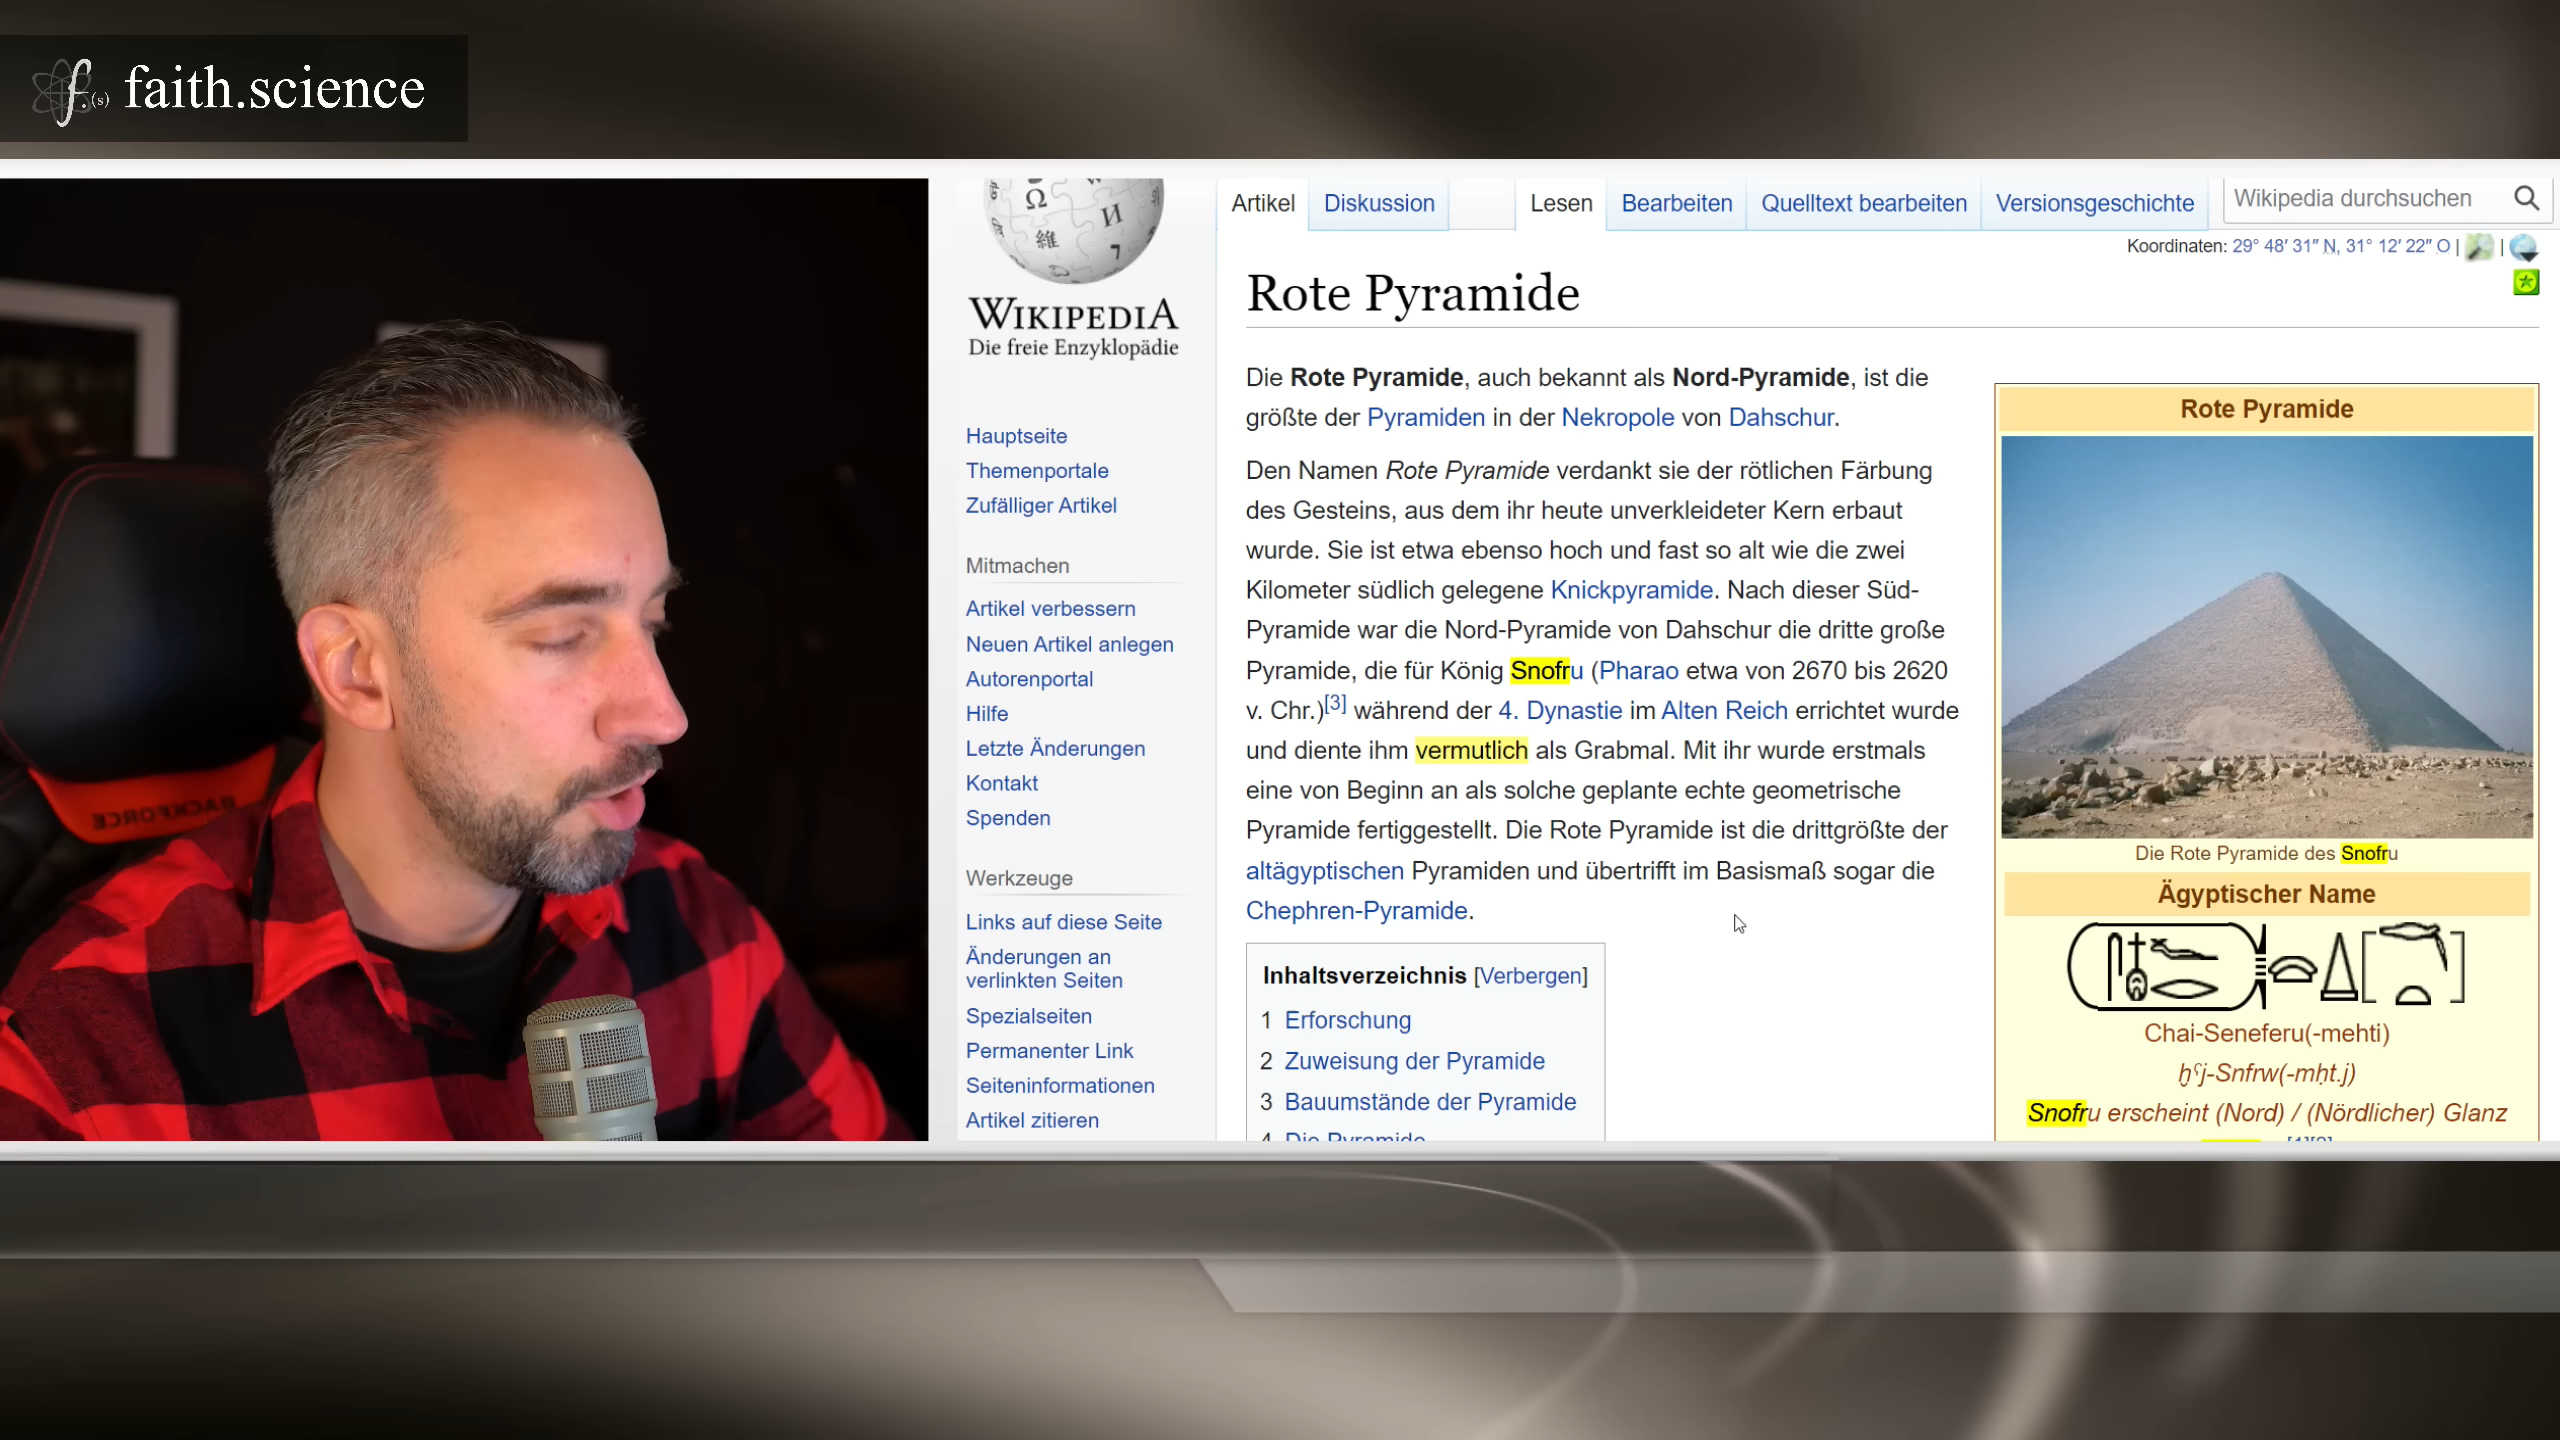 f.(s) faith.science
BACKFORCE
WIKIPEDIA
Die freie Enzyklopädie
Hauptseite
Themenportale
Zufälliger Artikel
Mitmachen
Artikel verbessern
Neuen Artikel anlegen
Autorenportal
Hilfe
Letzte Änderungen
Kontakt
Spenden
Werkzeuge
Links auf diese Seite
Änderungen an
verlinkten Seiten
Spezialseiten
Permanenter Link
Seiteninformationen
Artikel zitieren
Artikel Diskussion Lesen Bearbeiten Quelltext bearbeiten Versionsgeschichte Wikipedia durchsuchen
Koordinaten: 29° 48′ 31″ N, 31° 12′ 22″ O | |
Rote Pyramide
Die Rote Pyramide, auch bekannt als Nord-Pyramide, ist die
größte der Pyramiden in der Nekropole von Dahschur.
Den Namen Rote Pyramide verdankt sie der rötlichen Färbung
des Gesteins, aus dem ihr heute unverkleideter Kern erbaut
wurde. Sie ist etwa ebenso hoch und fast so alt wie die zwei
Kilometer südlich gelegene Knickpyramide. Nach dieser Süd-
Pyramide war die Nord-Pyramide von Dahschur die dritte große
Pyramide, die für König Snofru (Pharao etwa von 2670 bis 2620
v. Chr.)[3] während der 4. Dynastie im Alten Reich errichtet wurde
und diente ihm vermutlich als Grabmal. Mit ihr wurde erstmals
eine von Beginn an als solche geplante echte geometrische
Pyramide fertiggestellt. Die Rote Pyramide ist die drittgrößte der
altägyptischen Pyramiden und übertrifft im Basismaß sogar die
Chephren-Pyramide.
Inhaltsverzeichnis [Verbergen]
1 Erforschung
2 Zuweisung der Pyramide
3 Bauumstände der Pyramide
4 Die Pyramide
Rote Pyramide
Die Rote Pyramide des Snofru
Ägyptischer Name
Chai-Seneferu(-mehti)
ḫˁj-Snfrw(-mḥt.j)
Snofru erscheint (Nord) / (Nördlicher) Glanz
[1][2]